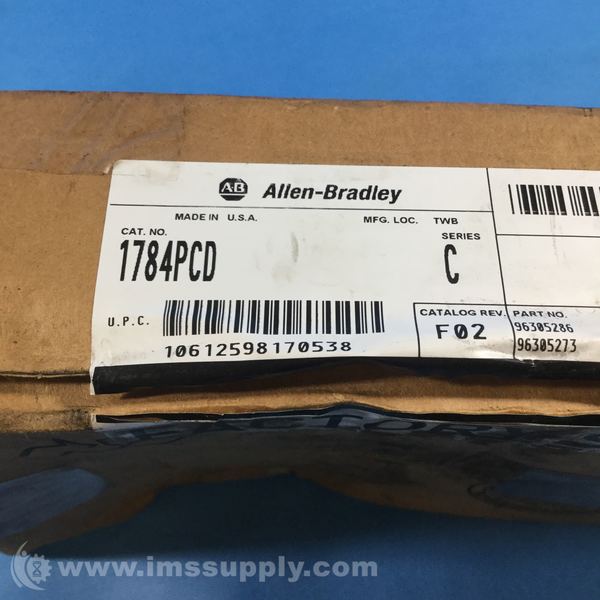 AB Allen-Bradley
MADE IN U.S.A. MFG. LOC. TWB
CAT. NO. SERIES
1784PCD C
U.P.C.
10612598170538
CATALOG REV. PART NO.
F02 96305286
96305273
www.imssupply.com